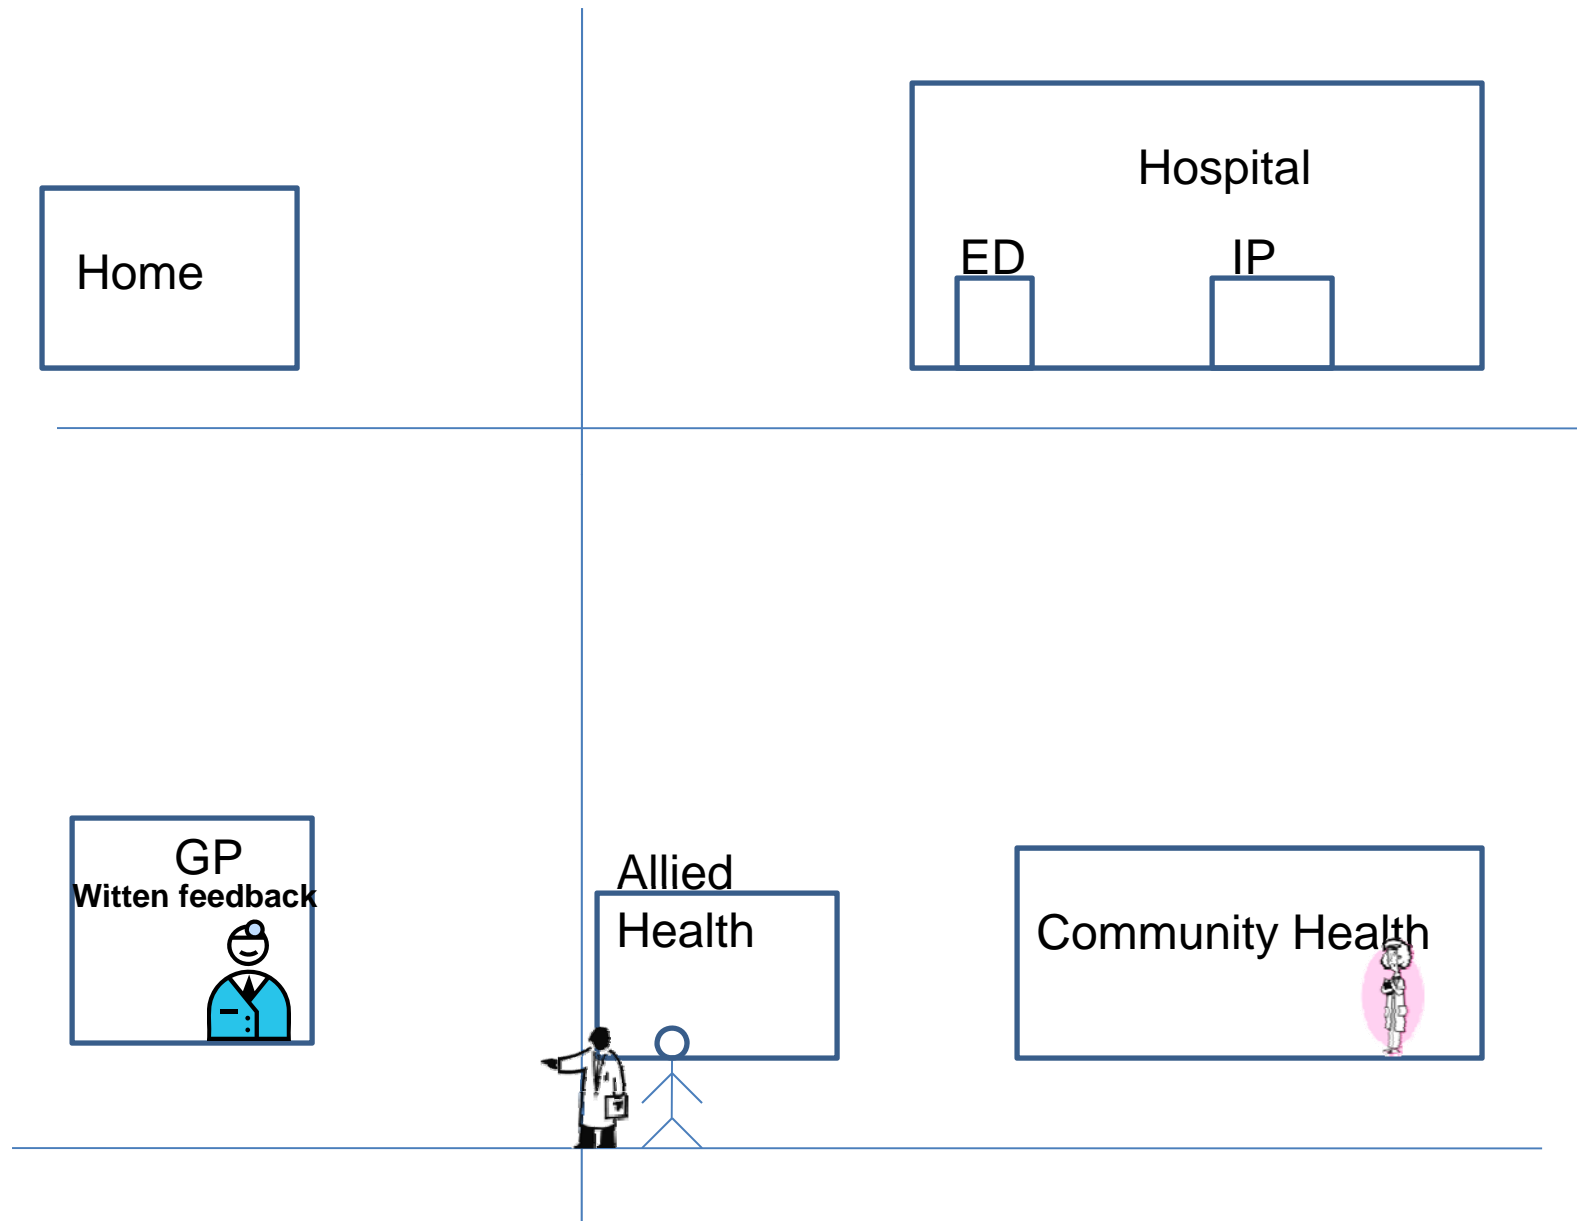 Hospital
ED
IP
Home
GP
Witten feedback
Allied
Health
Community Health